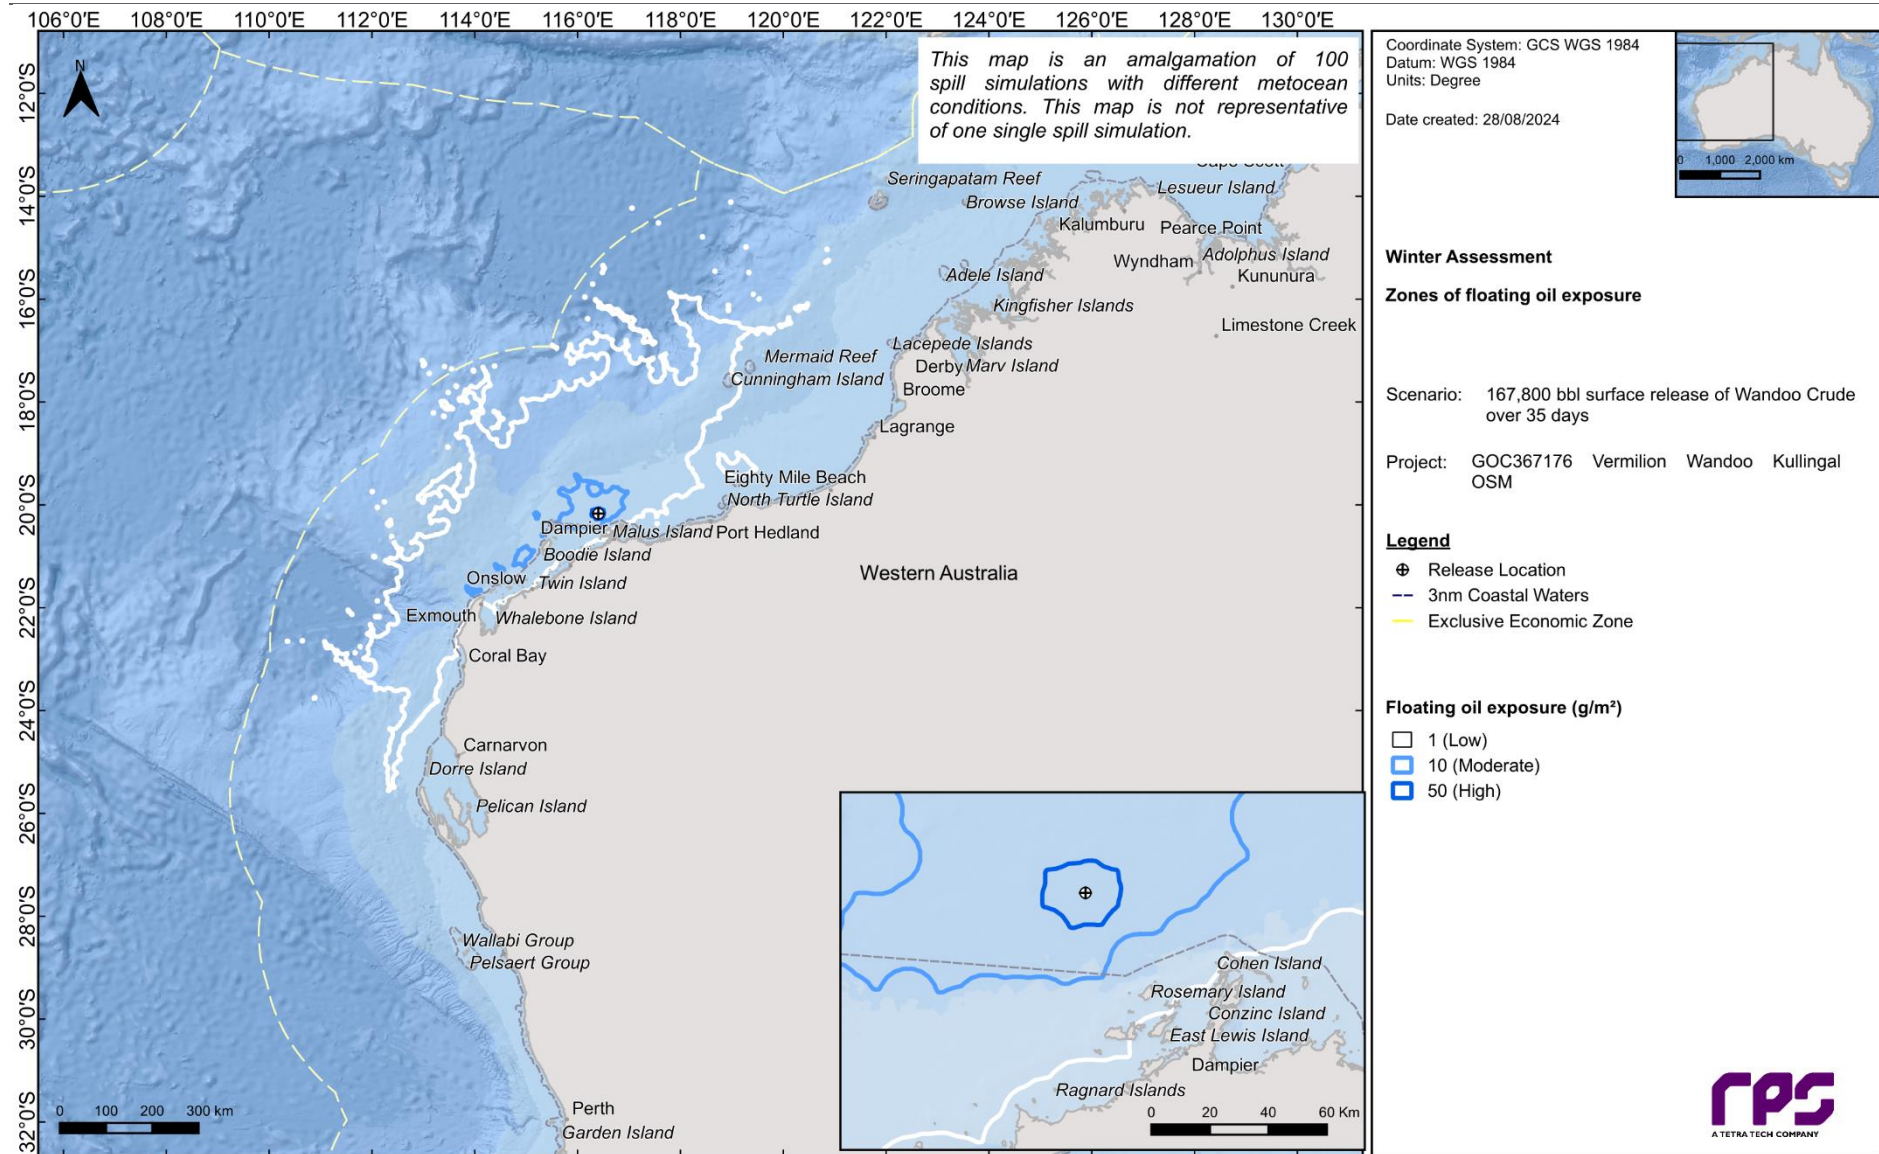 106°0'E 108°0'E 110°0'E 112°0'E 114°0'E 116°0'E 118°0'E 120°0'E 122°0'E 124°0'E 126°0'E 128°0'E 130°0'E
12°0'S
14°0'S
16°0'S
18°0'S
20°0'S
22°0'S
24°0'S
26°0'S
28°0'S
30°0'S
32°0'S
N
This map is an amalgamation of 100
spill simulations with different metocean
conditions. This map is not representative
of one single spill simulation.
Seringapatam Reef
Lesueur Island
Browse Island
Kalumburu
Pearce Point
Adolphus Island
Wyndham
Kununura
Adele Island
Kingfisher Islands
Limestone Creek
Lacepede Islands
Mermaid Reef
Derby
Marv Island
Cunningham Island
Broome
Lagrange
Eighty Mile Beach
North Turtle Island
Dampier
Malus Island
Port Hedland
Boodie Island
Western Australia
Onslow
Twin Island
Exmouth
Whalebone Island
Coral Bay
Carnarvon
Dorre Island
Pelican Island
Wallabi Group
Pelsaert Group
Perth
Garden Island
0 100 200 300 km
Cohen Island
Rosemary Island
Conzinc Island
East Lewis Island
Dampier
Ragnard Islands
0 20 40 60 Km
Coordinate System: GCS WGS 1984
Datum: WGS 1984
Units: Degree
Date created: 28/08/2024
0 1,000 2,000 km
Winter Assessment
Zones of floating oil exposure
Scenario: 167,800 bbl surface release of Wandoo Crude
over 35 days
Project: GOC367176 Vermilion Wandoo Kullingal
OSM
Legend
Release Location
3nm Coastal Waters
Exclusive Economic Zone
Floating oil exposure (g/m²)
1 (Low)
10 (Moderate)
50 (High)
rps
A TETRA TECH COMPANY